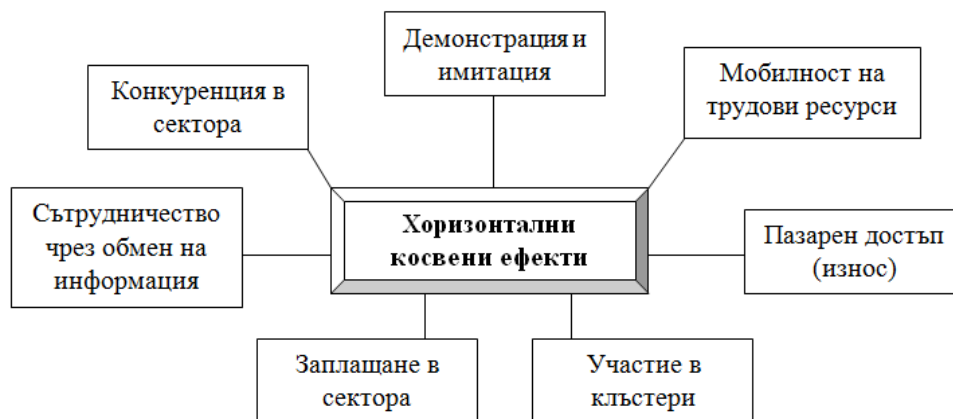 Демонстрация и
имитация
Конкуренция в
сектора
Мобилност на
трудови ресурси
Сътрудничество
чрез обмен на
информация
Хоризонтални
косвени ефекти
Пазарен достъп
(износ)
Заплащане в
сектора
Участие в
клъстери